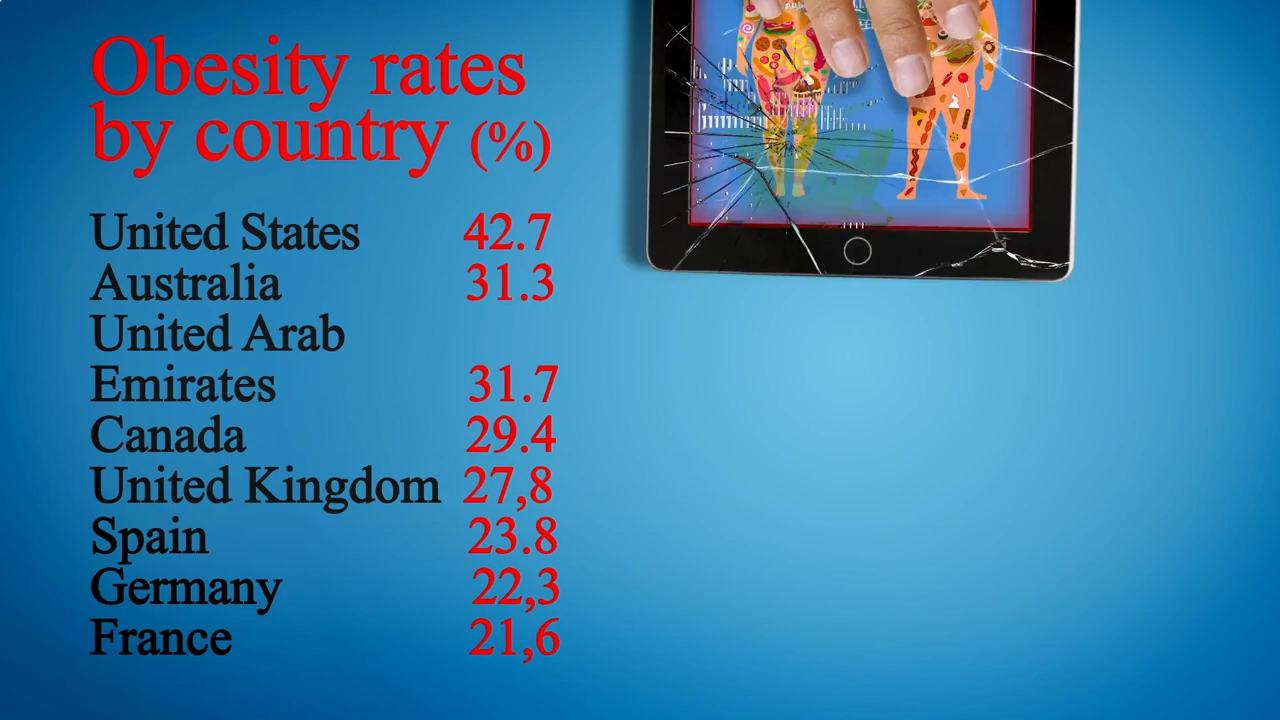 Obesity rates
by country (%)
United States 42.7
Australia 31.3
United Arab
Emirates 31.7
Canada 29.4
United Kingdom 27,8
Spain 23.8
Germany 22,3
France 21,6